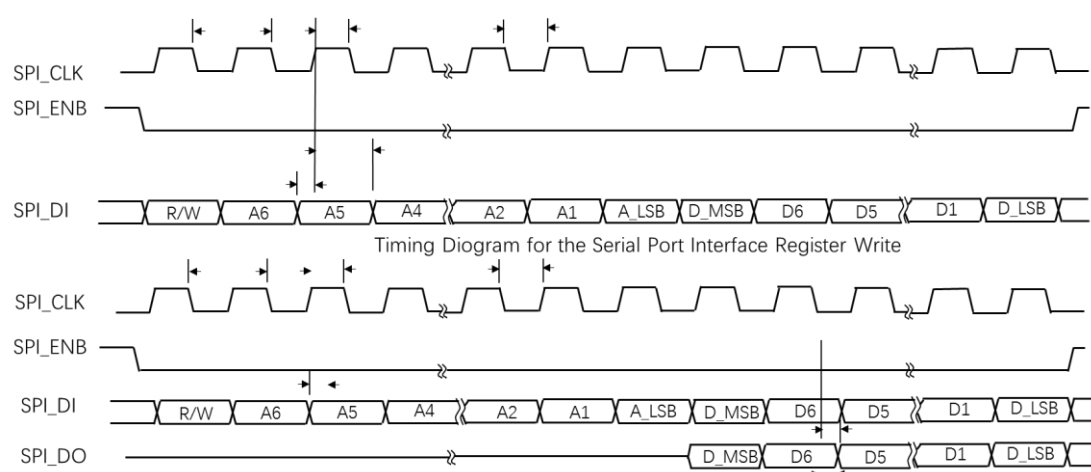 SPI_CLK
SPI_ENB
SPI_DI R/W A6 A5 A4 A2 A1 A_LSB D_MSB D6 D5 D1 D_LSB
Timing Diagram for the Serial Port Interface Register Write
SPI_CLK
SPI_ENB
SPI_DI R/W A6 A5 A4 A2 A1 A_LSB D_MSB D6 D5 D1 D_LSB
SPI_DO D_MSB D6 D5 D1 D_LSB